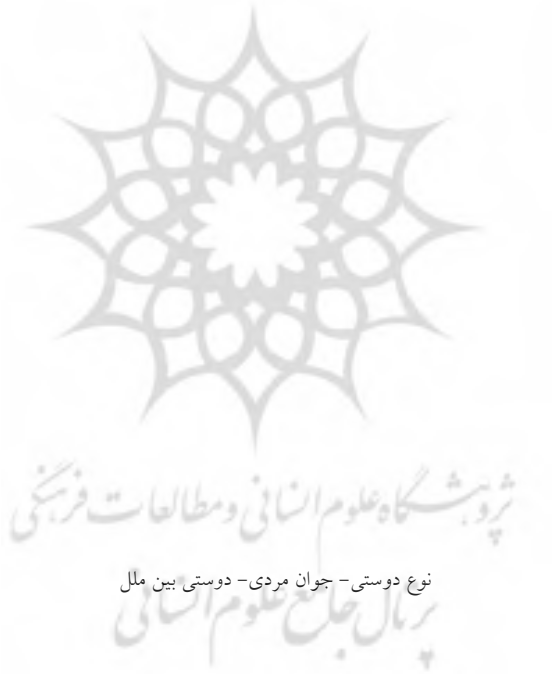 پژوهشگاه علوم انسانی و مطالعات فرهنگی
نوع دوستی- جوان مردی- دوستی بین ملل
پرتال جامع علوم انسانی